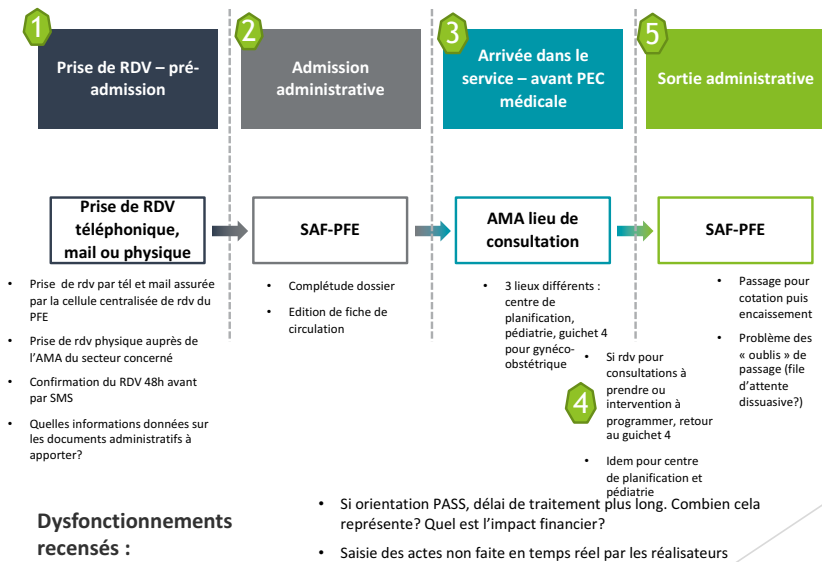 1
Prise de RDV – pré-
admission
2
Admission
administrative
3
Arrivée dans le
service – avant PEC
médicale
5
Sortie administrative
Prise de RDV
téléphonique,
mail ou physique
SAF-PFE
AMA lieu de
consultation
SAF-PFE
• Prise de rdv par tél et mail assurée
par la cellule centralisée de rdv du
PFE
• Prise de rdv physique auprès de
l'AMA du secteur concerné
• Confirmation du RDV 48h avant
par SMS
• Quelles informations données sur
les documents administratifs à
apporter?
• Complétude dossier
• Edition de fiche de
circulation
• 3 lieux différents :
centre de
planification,
pédiatrie, guichet 4
pour gynéco-
obstétrique
4
• Si rdv pour
consultations à
prendre ou
intervention à
programmer, retour
au guichet 4
• Idem pour centre
de planification et
pédiatrie
• Passage pour
cotation puis
encaissement
• Problème des
« oublis » de
passage (file
d'attente
dissuasive?)
Dysfonctionnements
recensés :
• Si orientation PASS, délai de traitement plus long. Combien cela
représente? Quel est l'impact financier?
• Saisie des actes non faite en temps réel par les réalisateurs